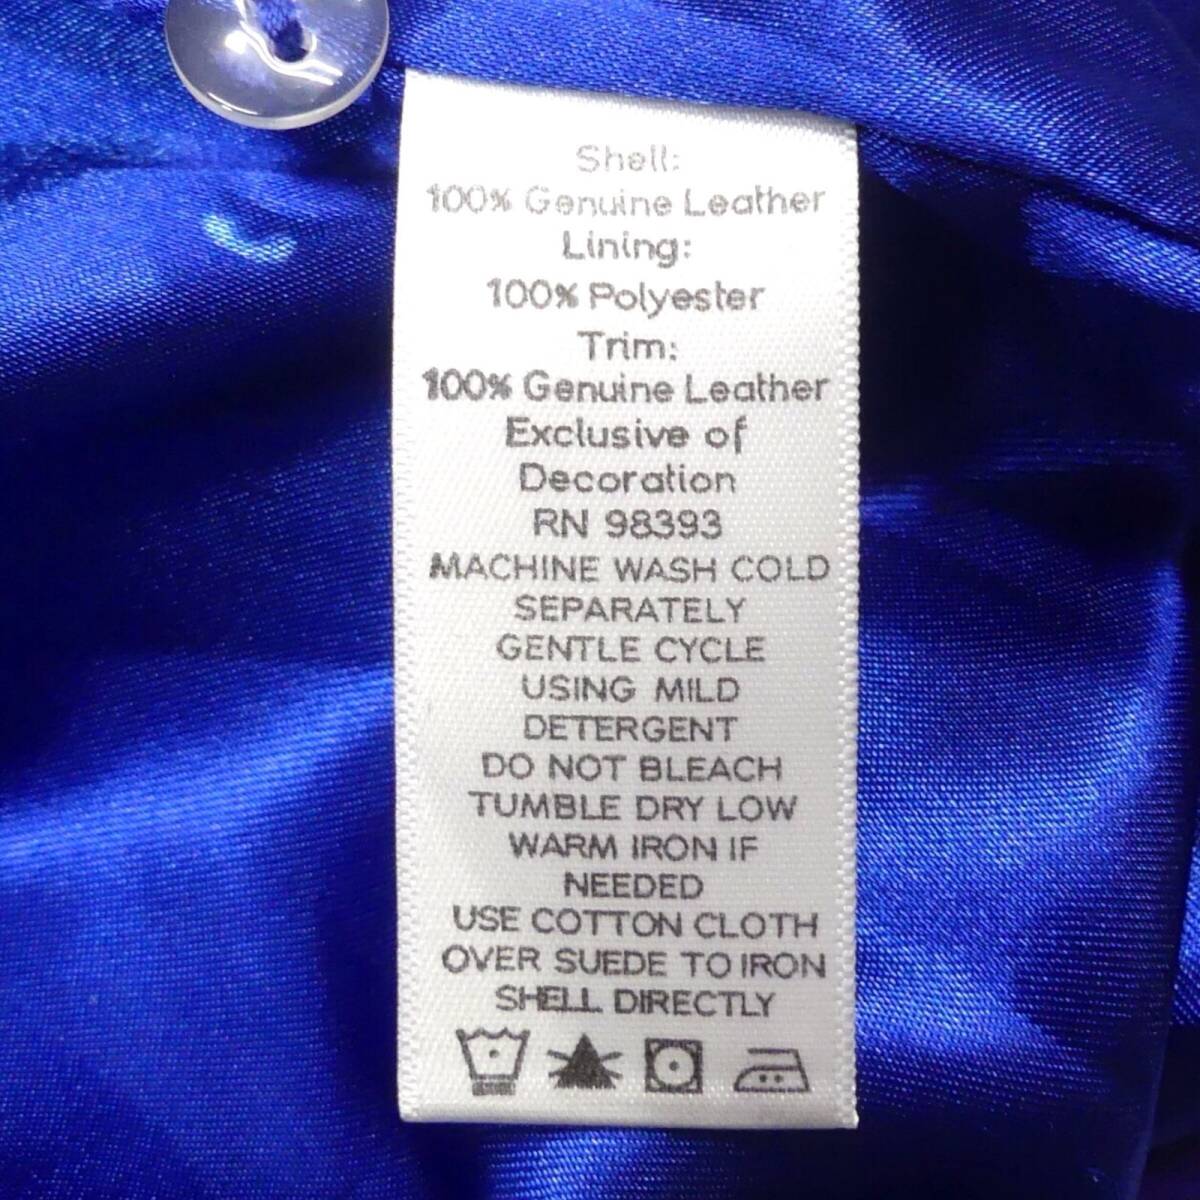 Shell:
100% Genuine Leather
Lining:
100% Polyester
Trim:
100% Genuine Leather
Exclusive of
Decoration
RN 98393
MACHINE WASH COLD
SEPARATELY
GENTLE CYCLE
USING MILD
DETERGENT
DO NOT BLEACH
TUMBLE DRY LOW
WARM IRON IF
NEEDED
USE COTTON CLOTH
OVER SUEDE TO IRON
SHELL DIRECTLY